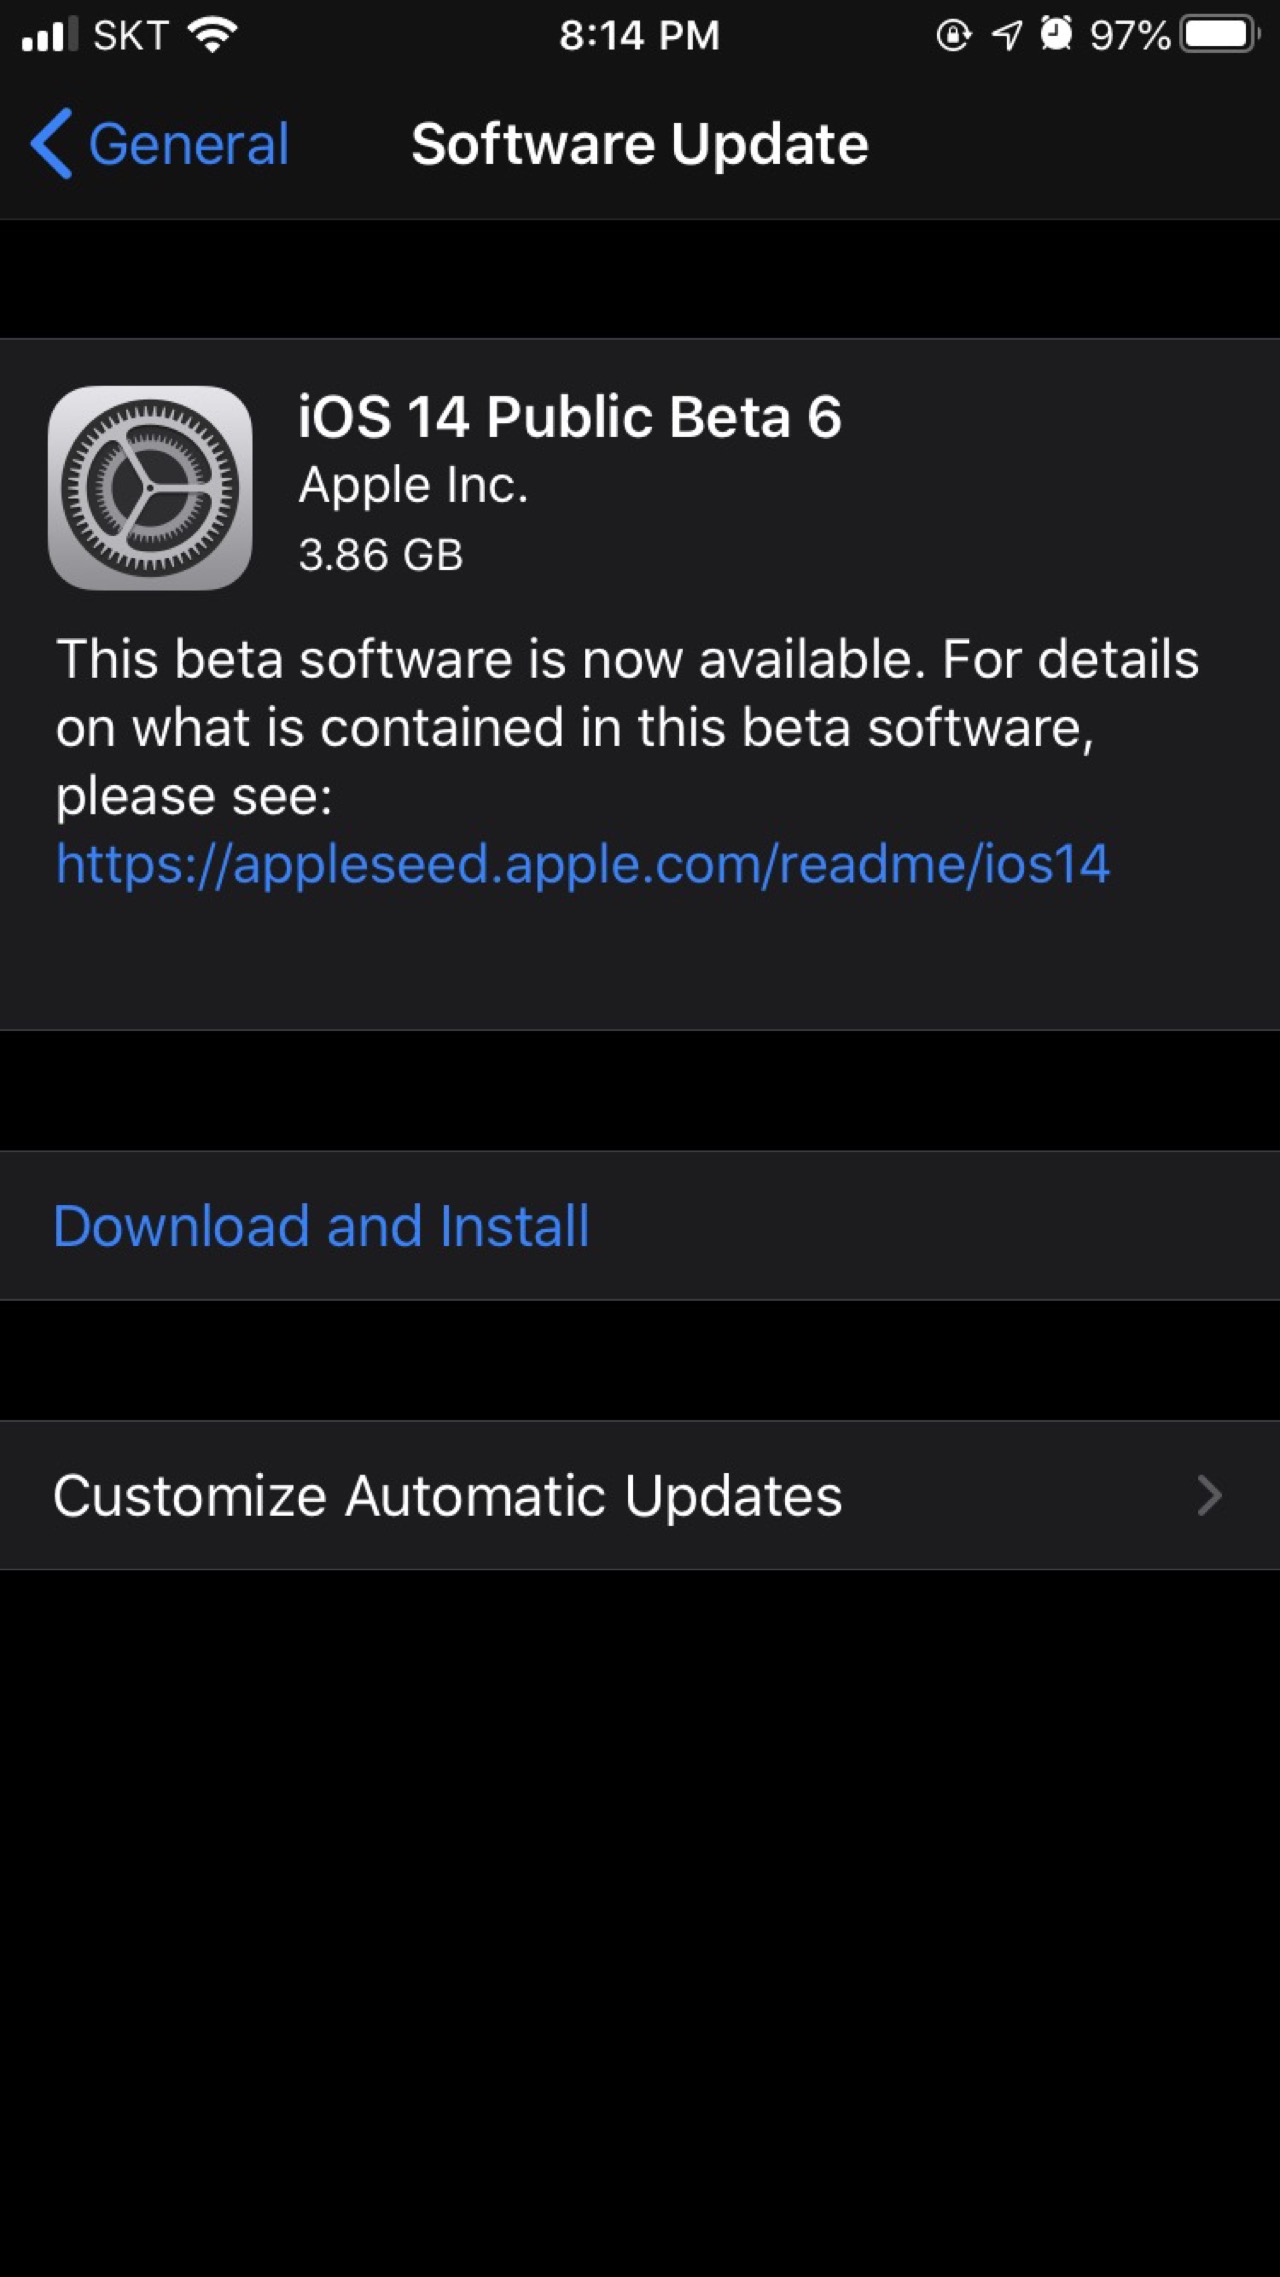 SKT 8:14 PM 97%
General Software Update
iOS 14 Public Beta 6
Apple Inc.
3.86 GB
This beta software is now available. For details
on what is contained in this beta software,
please see:
https://appleseed.apple.com/readme/ios14
Download and Install
Customize Automatic Updates